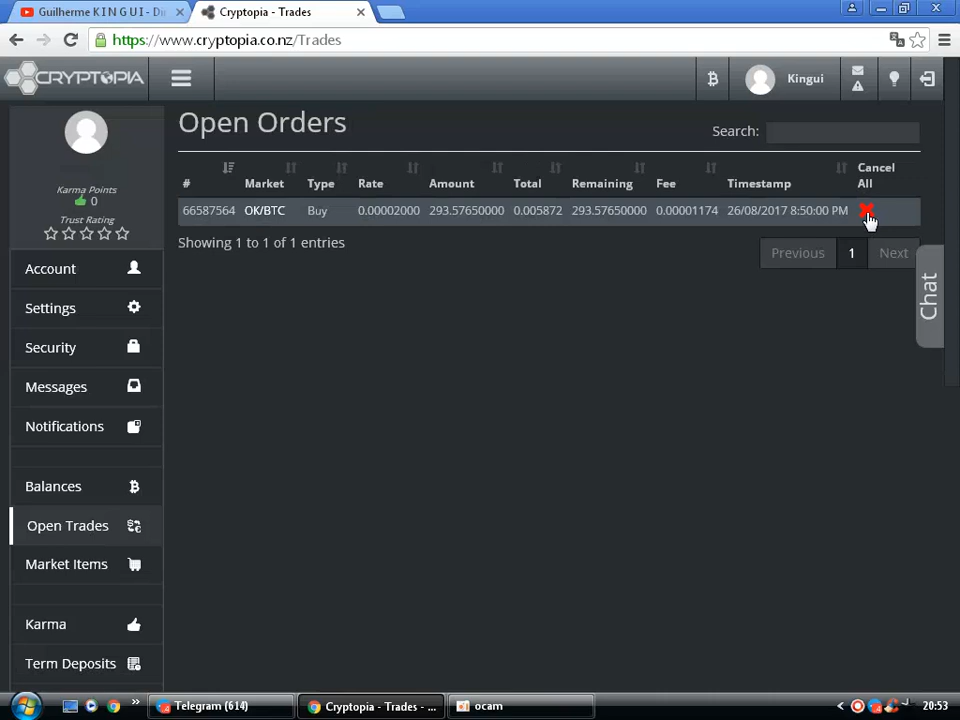 Guilherme K I N G U I - Di
Cryptopia - Trades
https://www.cryptopia.co.nz/Trades
CRYPTOPIA
Kingui
Open Orders
Search:
Karma Points
0
Trust Rating
# Market Type Rate Amount Total Remaining Fee Timestamp Cancel All
66587564 OK/BTC Buy 0.00002000 293.57650000 0.005872 293.57650000 0.00001174 26/08/2017 8:50:00 PM
Showing 1 to 1 of 1 entries
Previous 1 Next
Chat
Account
Settings
Security
Messages
Notifications
Balances
Open Trades
Market Items
Karma
Term Deposits
Telegram (614)
Cryptopia - Trades - ...
ocam
20:53